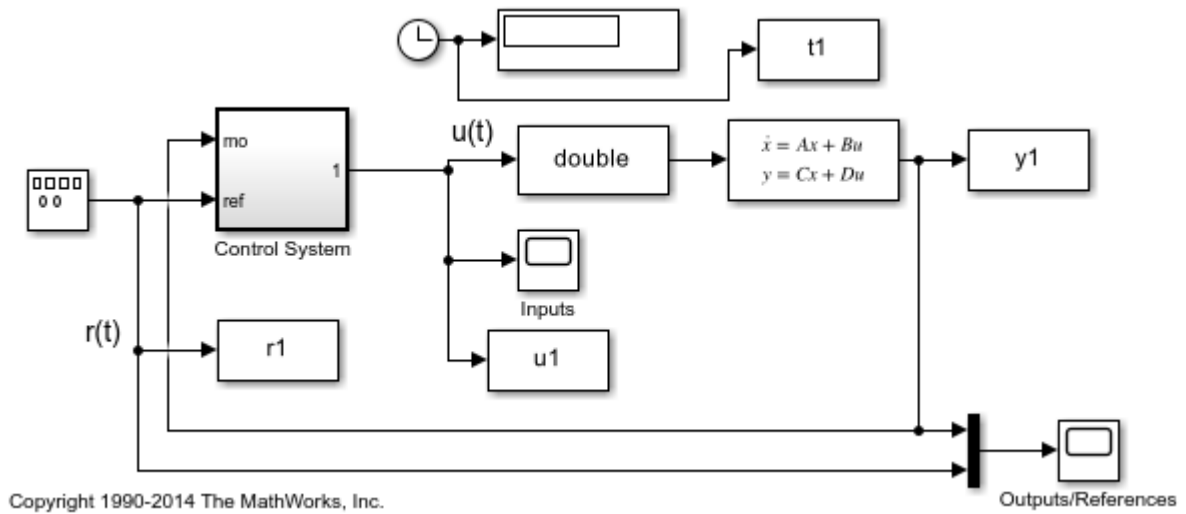 t1
mo
ref
1
Control System
u(t)
double
ẋ = Ax + Bu
y = Cx + Du
y1
Inputs
r(t)
r1
u1
Outputs/References
Copyright 1990-2014 The MathWorks, Inc.